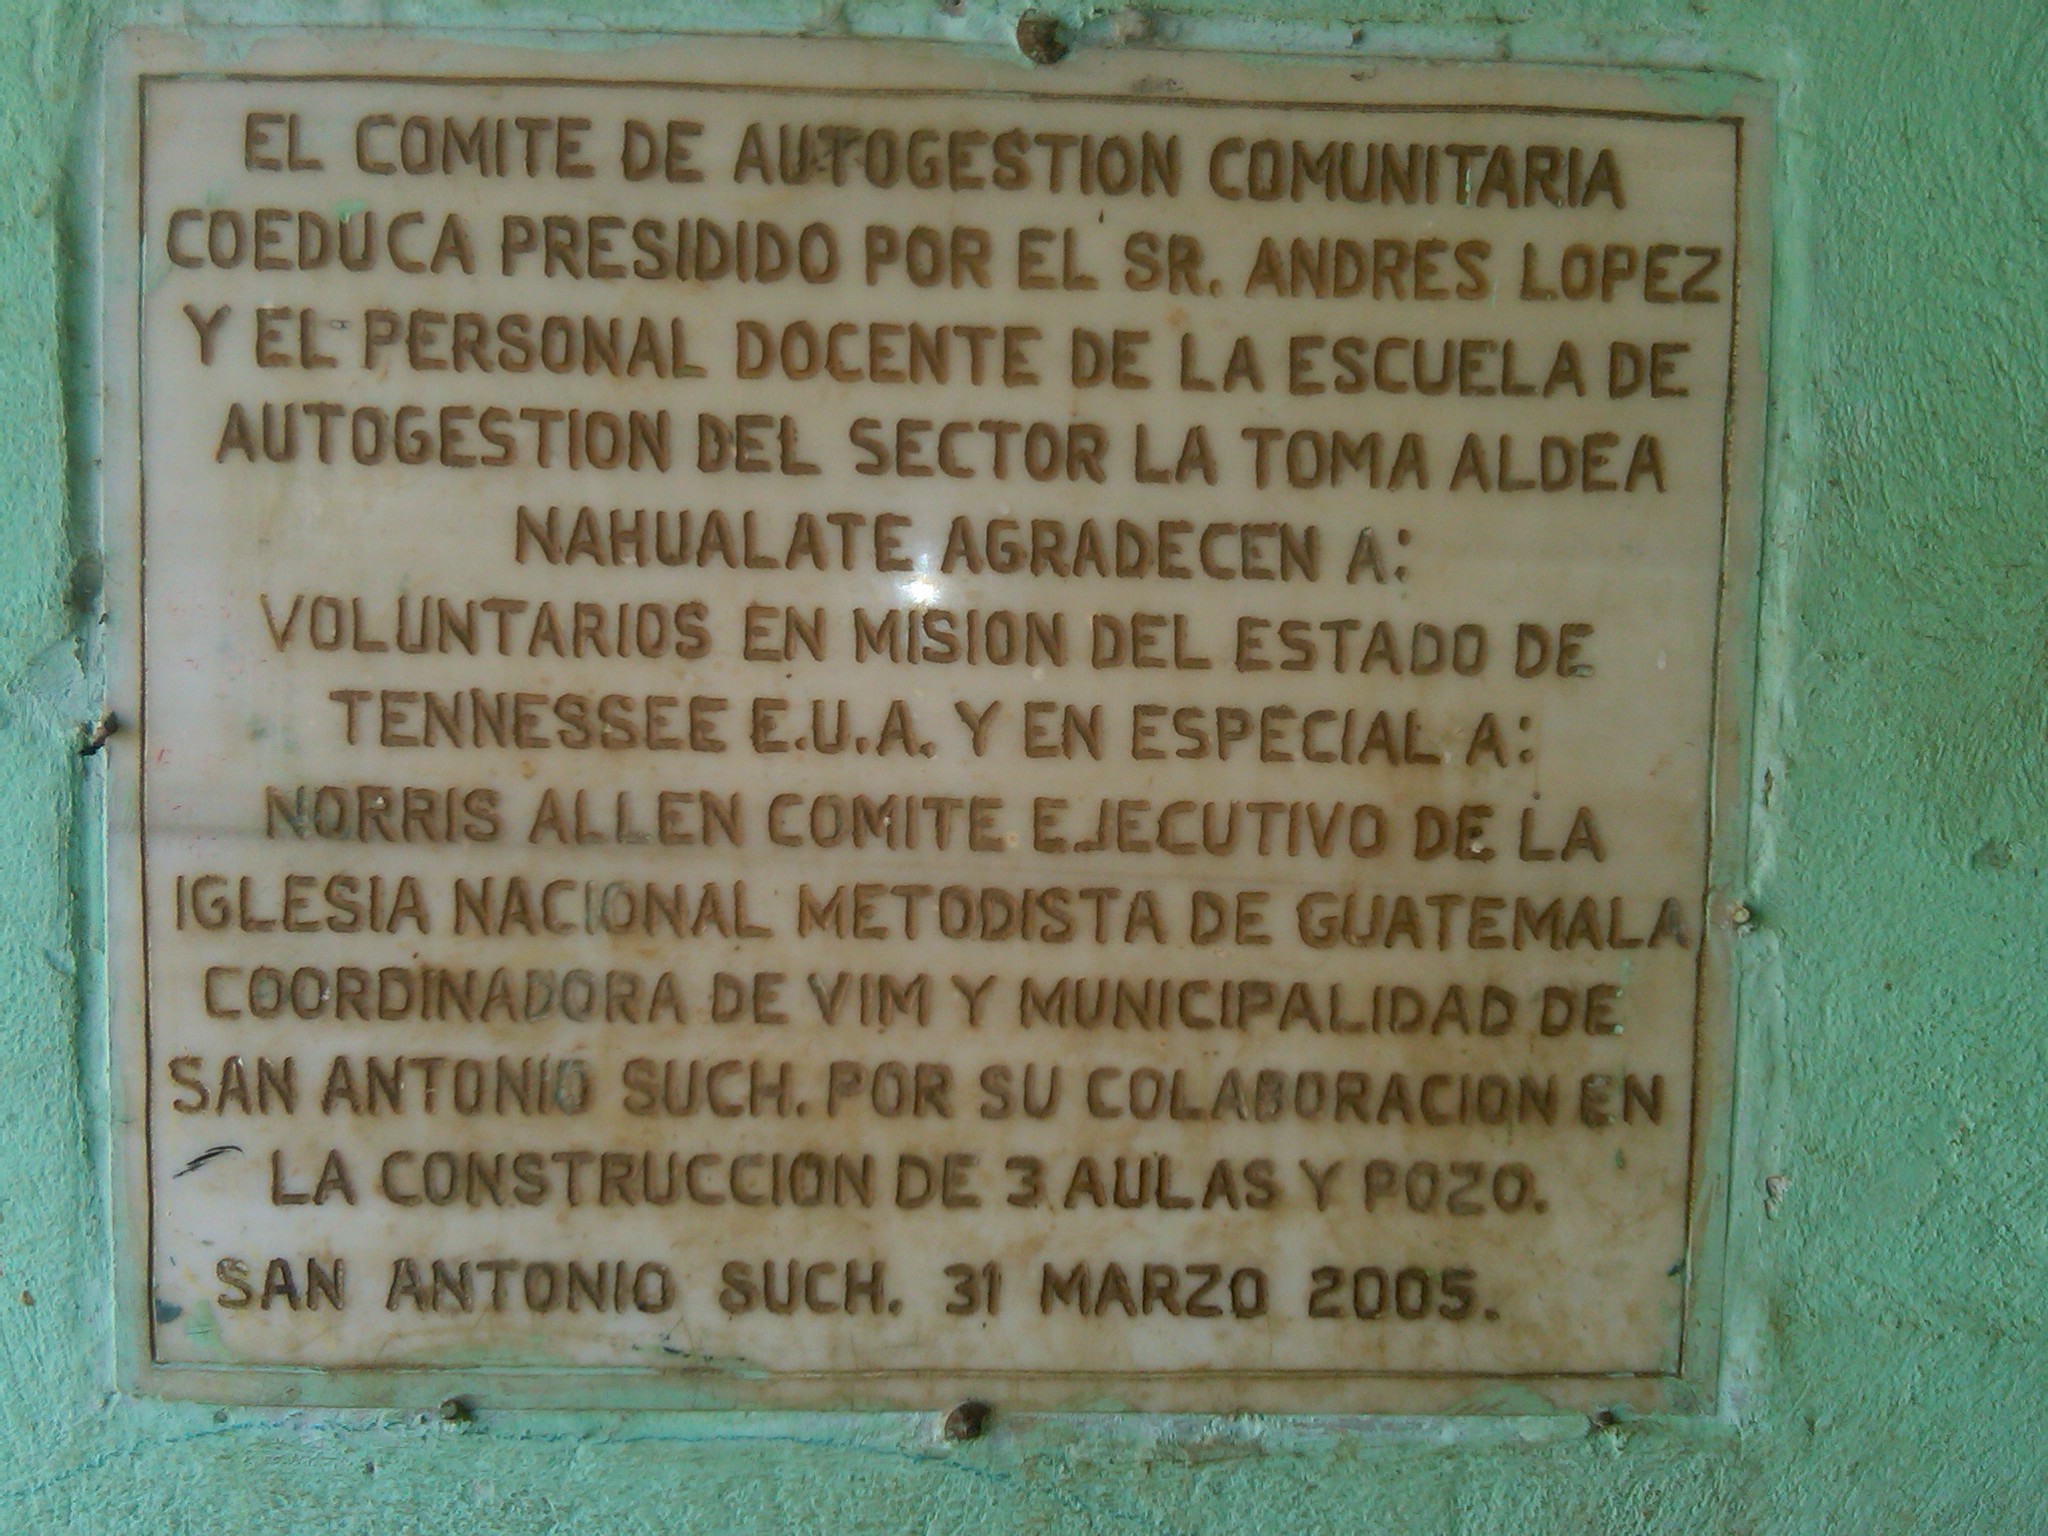 EL COMITE DE AUTOGESTION COMUNITARIA
COEDUCA PRESIDIDO POR EL SR. ANDRES LOPEZ
Y EL PERSONAL DOCENTE DE LA ESCUELA DE
AUTOGESTION DEL SECTOR LA TOMA ALDEA
NAHUALATE AGRADECEN A:
VOLUNTARIOS EN MISION DEL ESTADO DE
TENNESSEE E.U.A. Y EN ESPECIAL A:
NORRIS ALLEN COMITE EJECUTIVO DE LA
IGLESIA NACIONAL METODISTA DE GUATEMALA
COORDINADORA DE VIM Y MUNICIPALIDAD DE
SAN ANTONIO SUCH. POR SU COLABORACION EN
LA CONSTRUCCION DE 3 AULAS Y POZO.
SAN ANTONIO SUCH. 31 MARZO 2005.